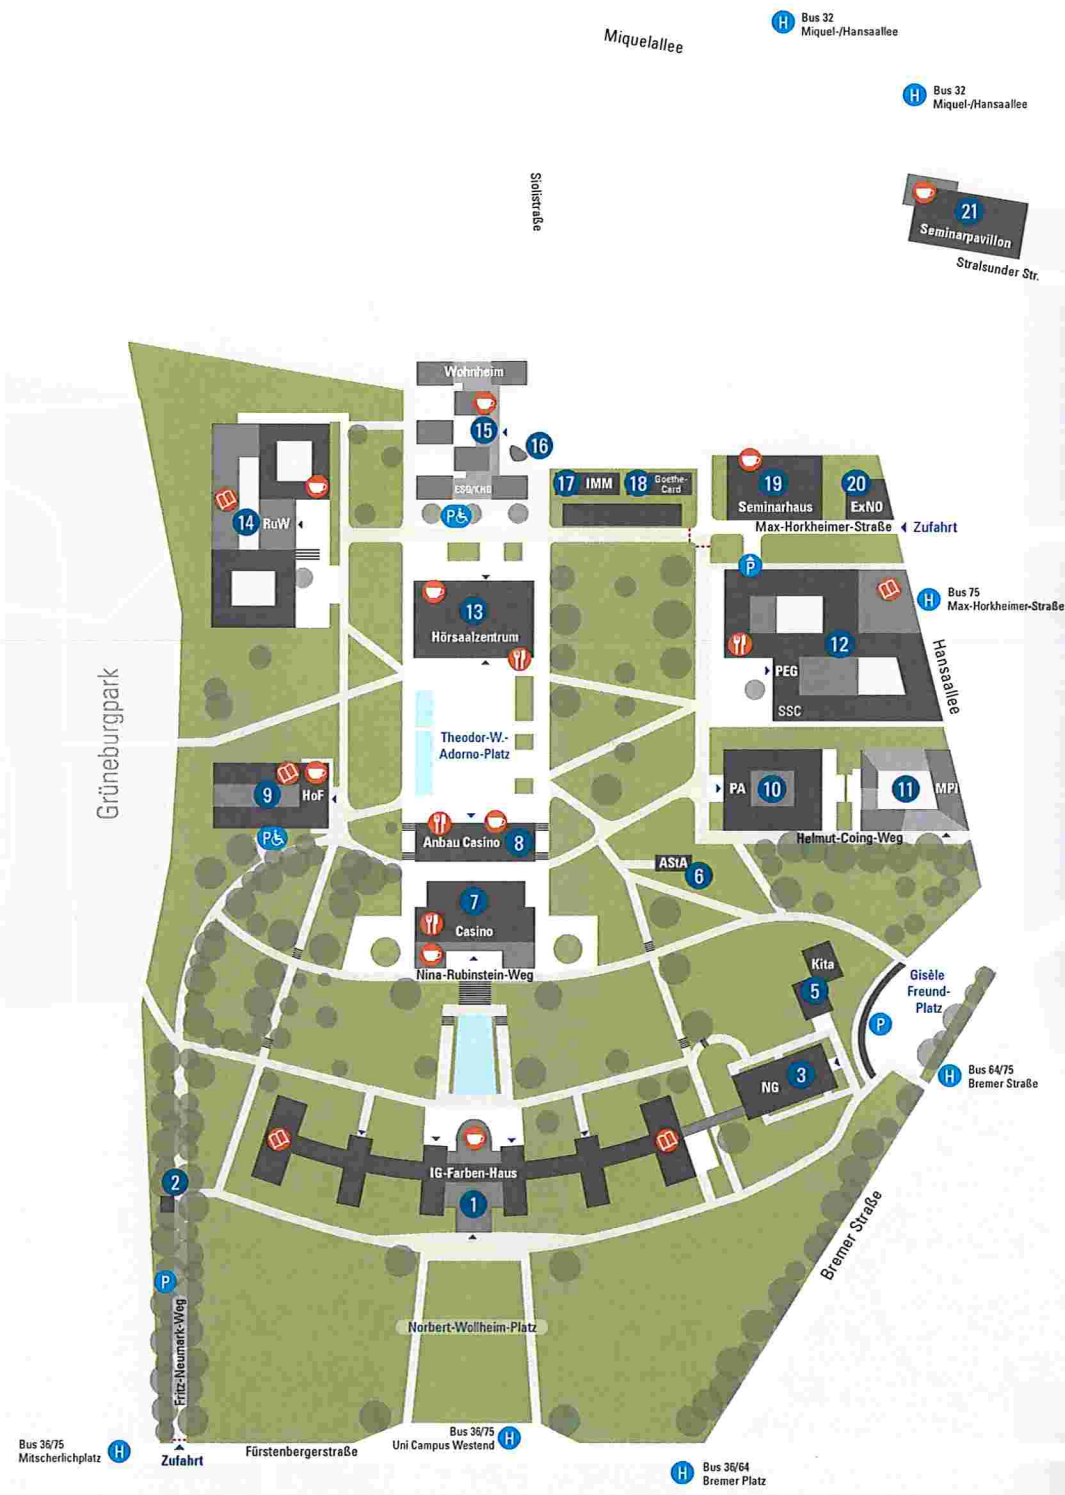 Bus 32
Miquel-/Hansaallee
Miquelallee
H
H
Bus 32
Miquel-/Hansaallee
Siolistraße
21
Seminarpavillon
Stralsunder Str.
Wohnheim
15
16
ESG/KHG
17 IMM
18 Goethe-
Card
19
Seminarhaus
20
ExNO
14 RuW
P
Max-Horkheimer-Straße
Zufahrt
P
H
Bus 75
Max-Horkheimer-Straße
13
Hörsaalzentrum
12
PEG
SSC
Hansaallee
Grüneburgpark
Theodor-W.-
Adorno-Platz
9
HoF
P
PA
10
11
MPI
Helmut-Coing-Weg
Anbau Casino
8
AStA
6
7
Casino
Nina-Rubinstein-Weg
Kita
5
Gisèle
Freund-
Platz
P
NG
3
H
Bus 64/75
Bremer Straße
IG-Farben-Haus
1
2
Bremer Straße
P
Fritz-Neumark-Weg
Norbert-Wollheim-Platz
Bus 36/75
Mitscherlichplatz
H
Zufahrt
Fürstenbergerstraße
Bus 36/75
Uni Campus Westend
H
H
Bus 36/64
Bremer Platz